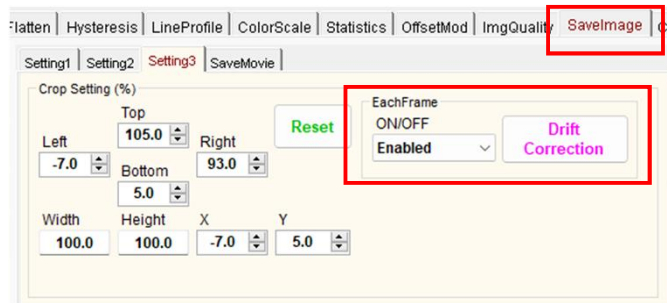 Flatten Hysteresis LineProfile ColorScale Statistics OffsetMod ImgQuality SaveImage
Setting1 Setting2 Setting3 SaveMovie
Crop Setting (%)
Top
105.0
Left
-7.0
Right
93.0
Bottom
5.0
Reset
EachFrame
ON/OFF
Enabled
Drift
Correction
Width Height X Y
100.0 100.0 -7.0 5.0